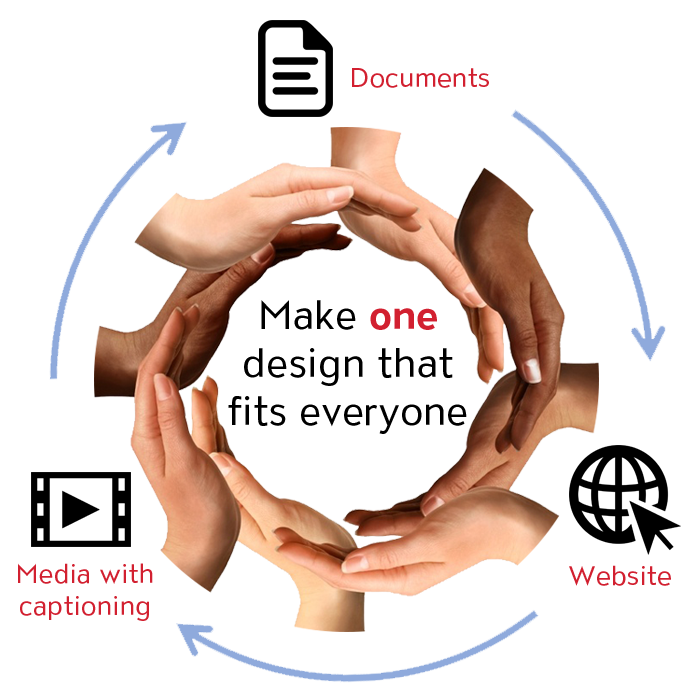 Documents
Make one
design that
fits everyone
Website
Media with
captioning